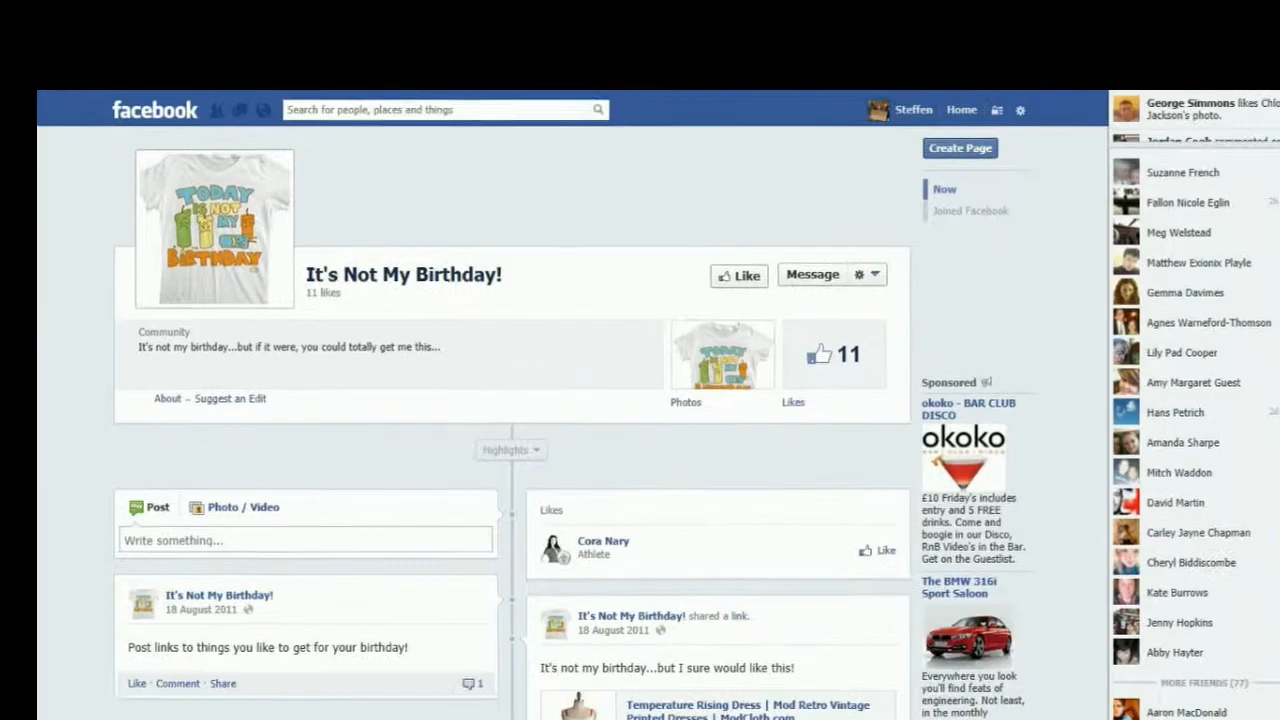 facebook
Search for people, places and things
Steffen
Home
Create Page
Now
Joined Facebook
TODAY
IS NOT
MY
BIRTHDAY
It's Not My Birthday!
11 likes
Like
Message
Community
It's not my birthday...but if it were, you could totally get me this...
11
About – Suggest an Edit
Photos
Likes
Highlights
Post
Photo / Video
Write something...
It's Not My Birthday!
18 August 2011
Post links to things you like to get for your birthday!
Like · Comment · Share
1
Likes
Cora Nary
Athlete
Like
It's Not My Birthday! shared a link.
18 August 2011
It's not my birthday...but I sure would like this!
Temperature Rising Dress | Mod Retro Vintage
Printed Dresses | ModCloth.com
Sponsored
okoko - BAR CLUB
DISCO
okoko
BAR CLUB DISCO
£10 Friday's includes
entry and 5 FREE
drinks. Come and
boogie in our Disco,
RnB Video's in the Bar.
Get on the Guestlist.
The BMW 316i
Sport Saloon
Everywhere you look
you'll find feats of
engineering. Not least,
in the monthly
George Simmons likes Chlo
Jackson's photo.
Jordan Cook commented o
Suzanne French
Fallon Nicole Eglin
Meg Welstead
Matthew Exionix Playle
Gemma Davimes
Agnes Warneford-Thomson
Lily Pad Cooper
Amy Margaret Guest
Hans Petrich
Amanda Sharpe
Mitch Waddon
David Martin
Carley Jayne Chapman
Cheryl Biddiscombe
Kate Burrows
Jenny Hopkins
Abby Hayter
MORE FRIENDS (77)
Aaron MacDonald